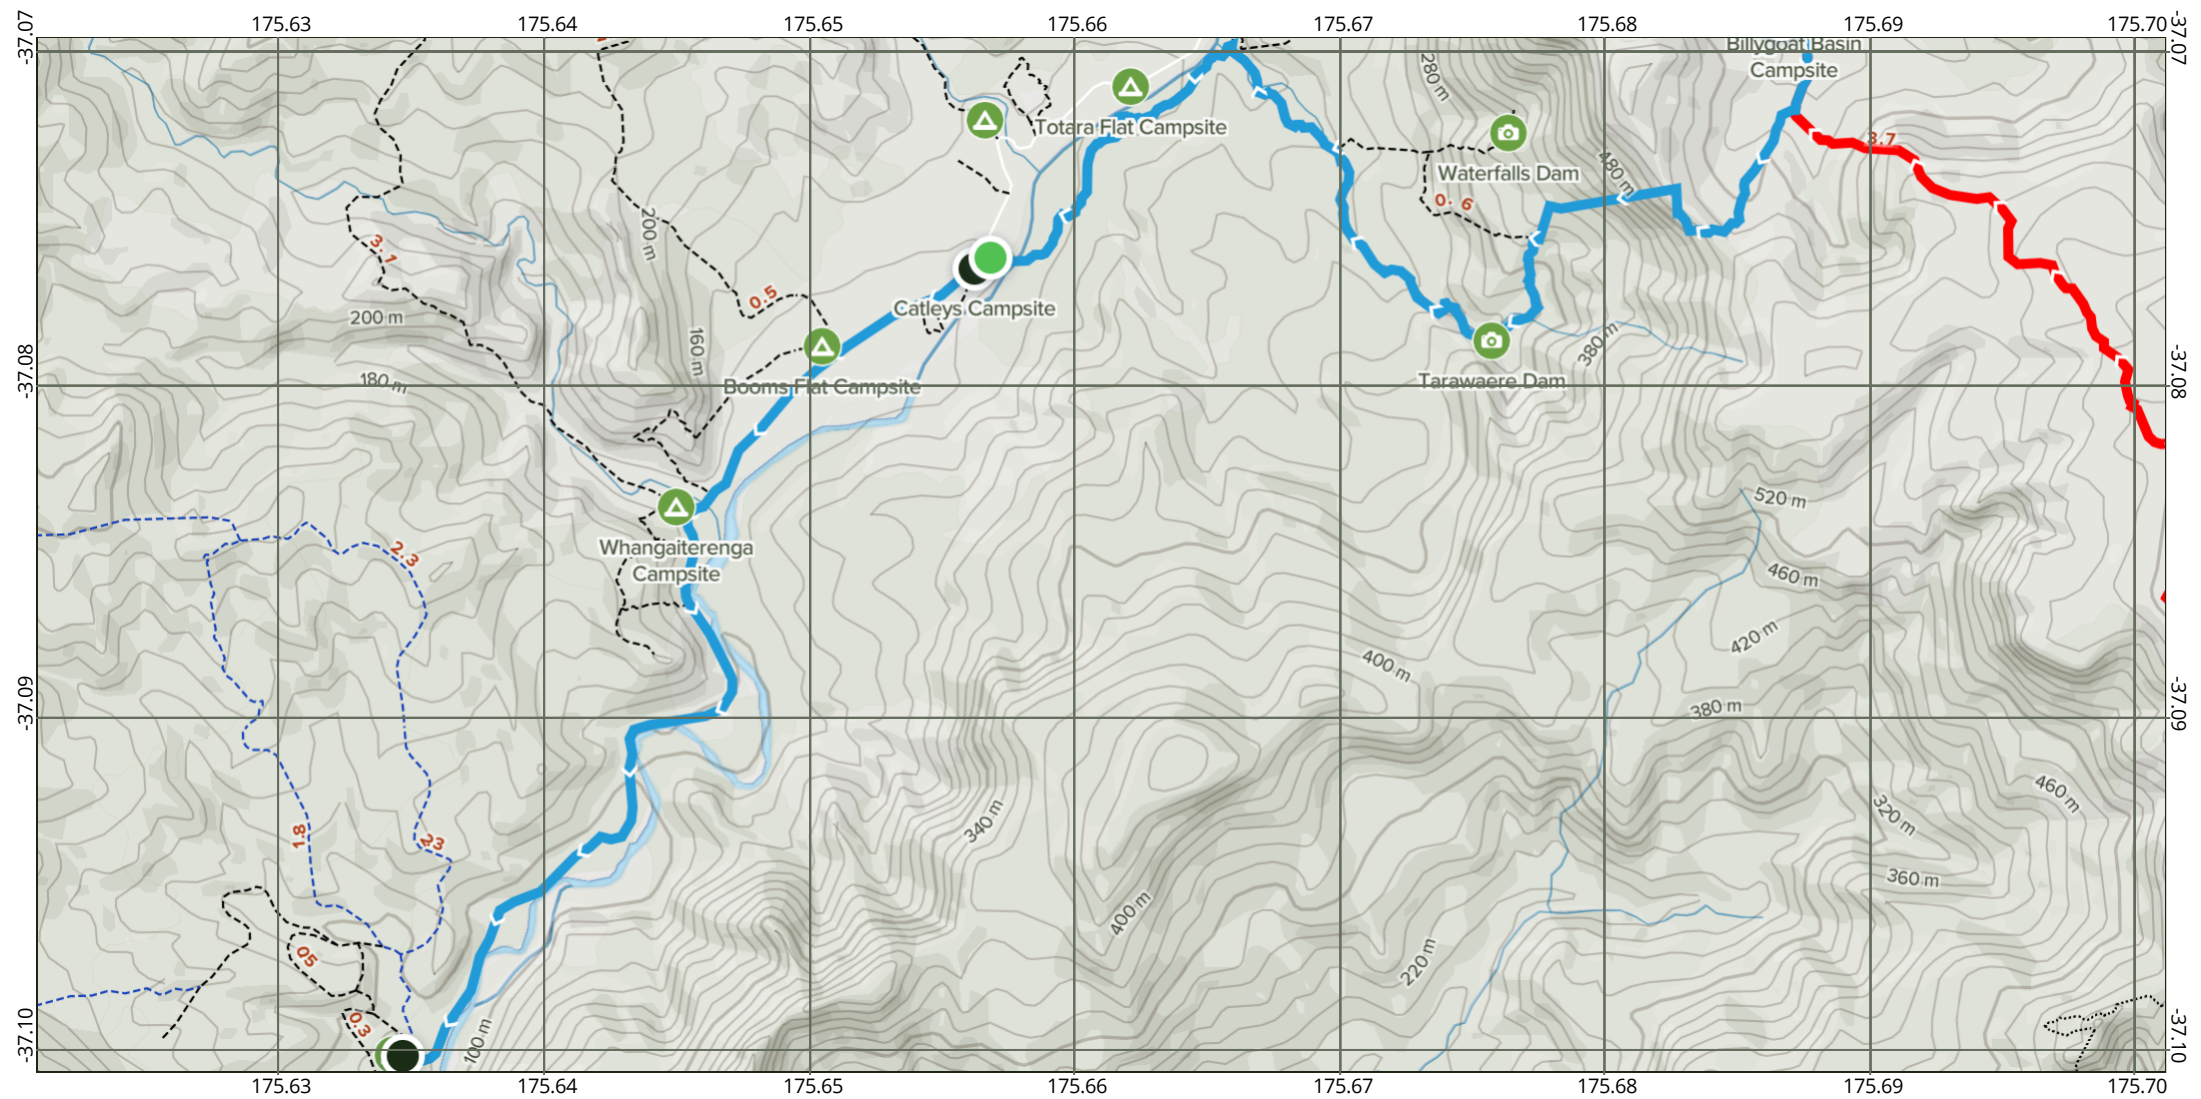 175.63 175.64 175.65 175.66 175.67 175.68 175.69 175.70
-37.07
-37.07
Billygoat Basin
Campsite
280 m
Totara Flat Campsite
3.7
480 m
Waterfalls Dam
0.6
200 m
3.1
0.5
Catleys Campsite
200 m
160 m
380 m
-37.08
180 m
Booms Flat Campsite
Tarawaere Dam
-37.08
520 m
Whangaiterenga
Campsite
2.3
460 m
420 m
400 m
-37.09
380 m
-37.09
460 m
340 m
320 m
1.8
23
360 m
400 m
05
220 m
0.3
100 m
-37.10
-37.10
175.63 175.64 175.65 175.66 175.67 175.68 175.69 175.70